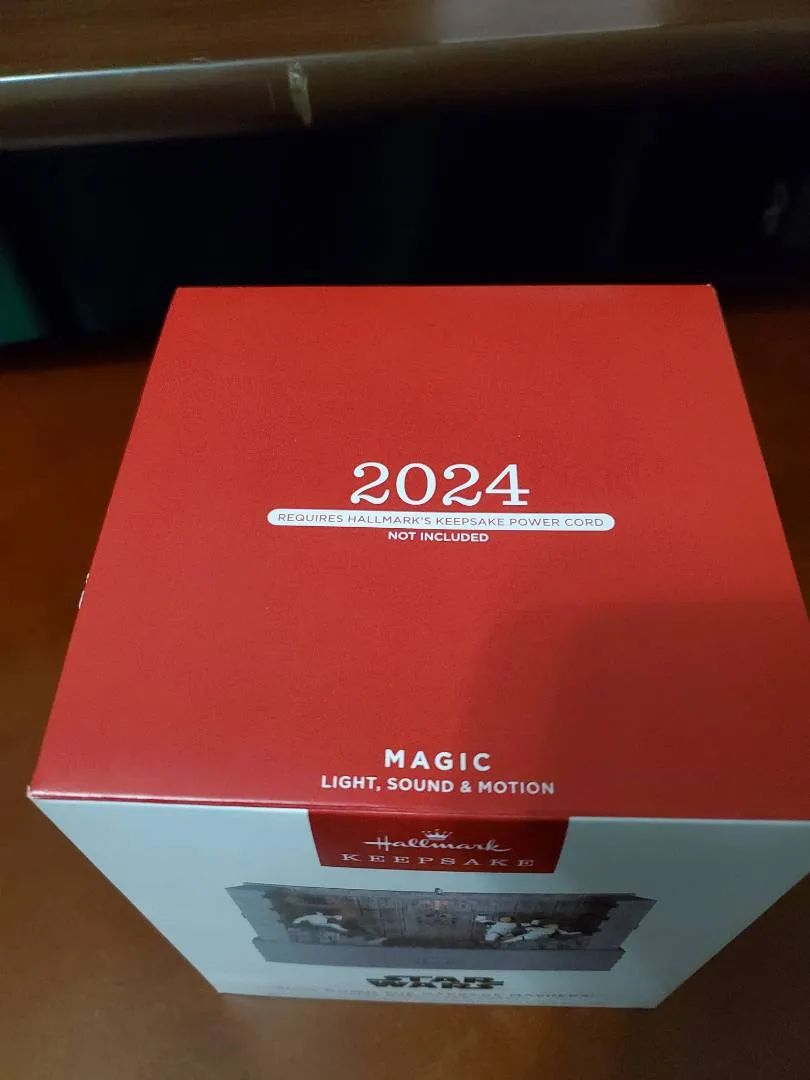 2024
REQUIRES HALLMARK'S KEEPSAKE POWER CORD
NOT INCLUDED
MAGIC
LIGHT, SOUND & MOTION
Hallmark
KEEPSAKE
STAR
WARS